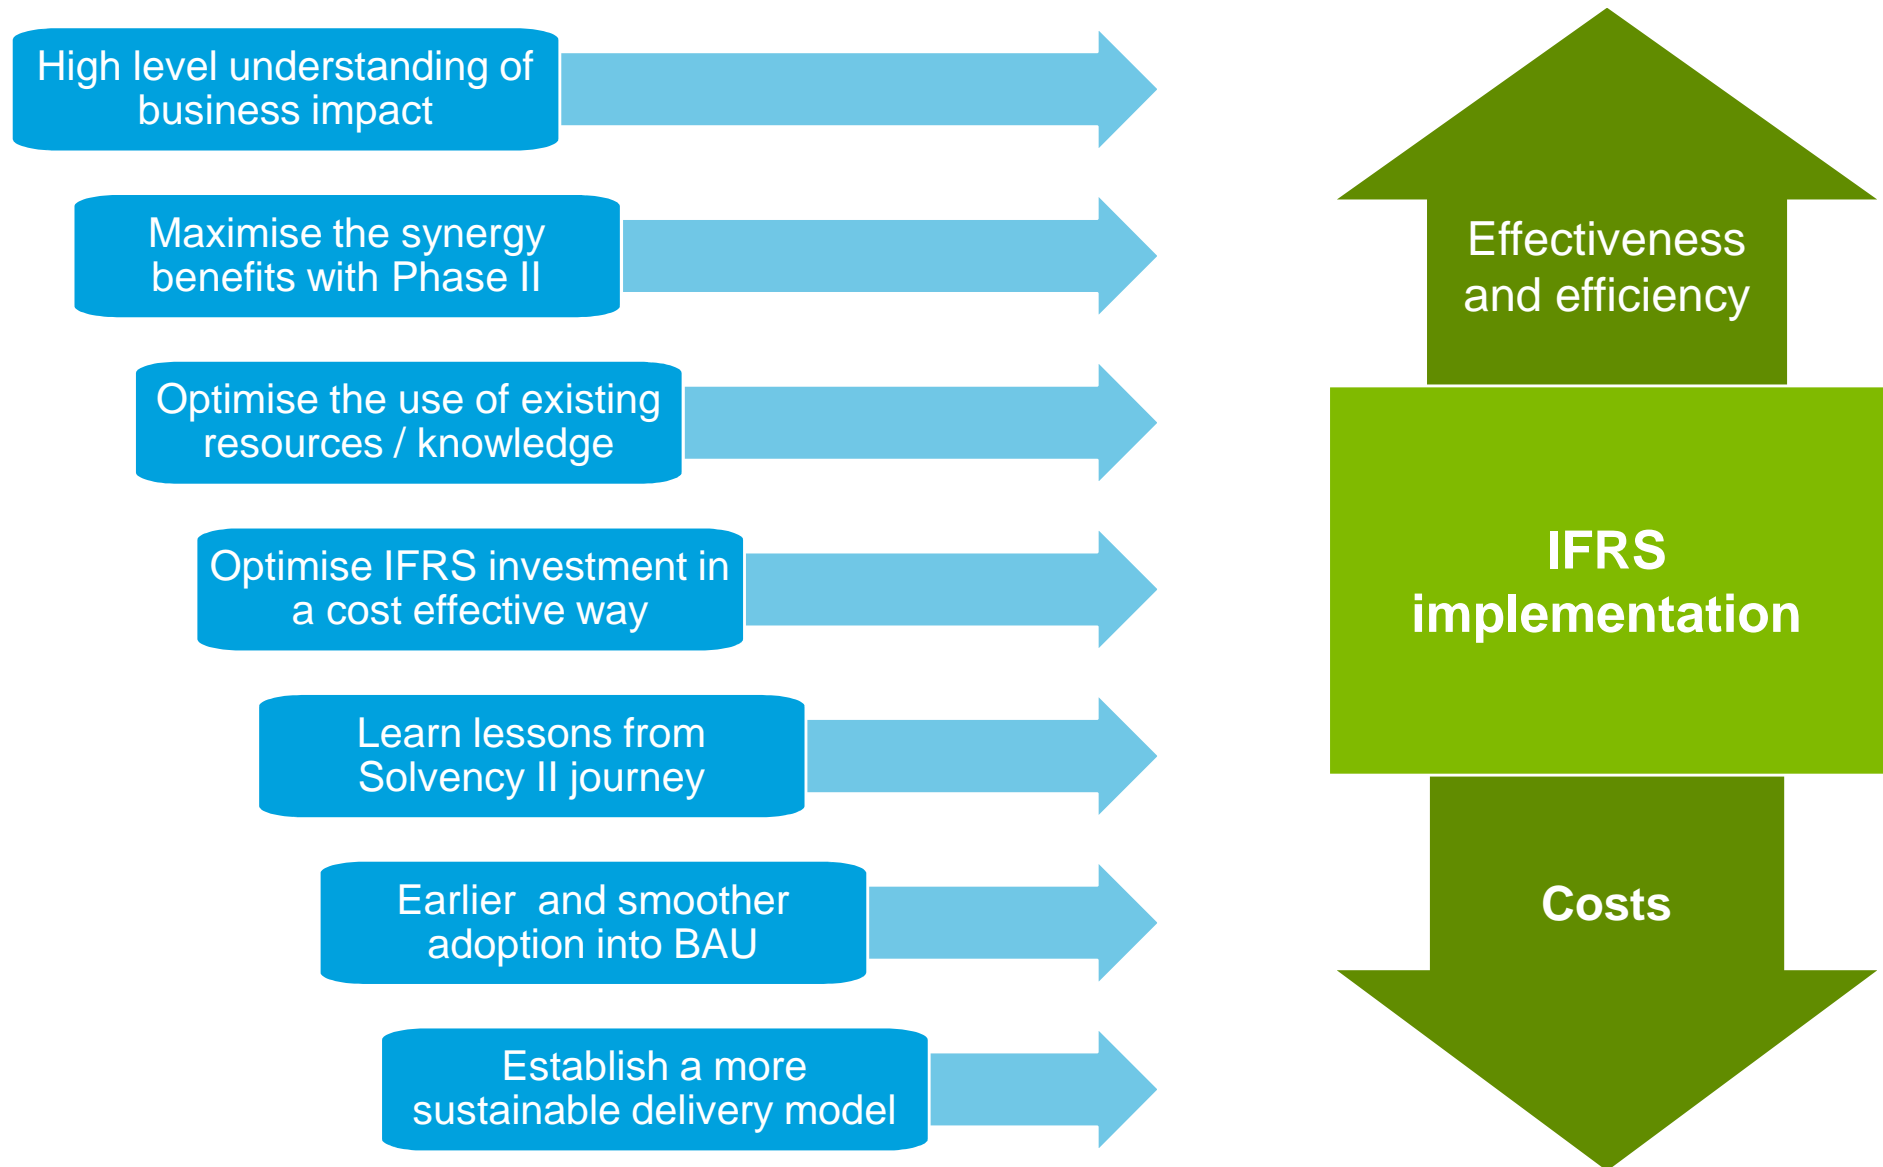 High level understanding of
business impact
Maximise the synergy
benefits with Phase II
Optimise the use of existing
resources / knowledge
Optimise IFRS investment in
a cost effective way
Learn lessons from
Solvency II journey
Earlier  and smoother
adoption into BAU
Establish a more
sustainable delivery model
Effectiveness
and efficiency
IFRS
implementation
Costs